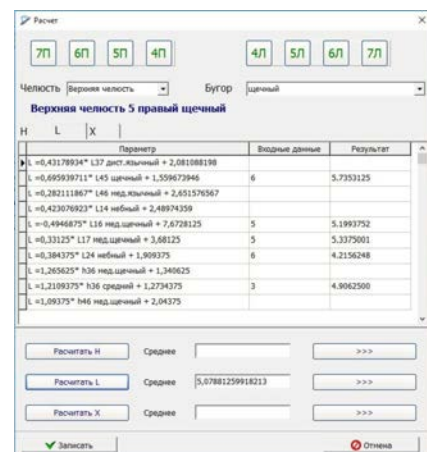 Расчет
7П 6П 5П 4П 4Л 5Л 6Л 7Л
Челюсть Верхняя челюсть Бугор щечный
Верхняя челюсть 5 правый щечный
H L X
Параметр Входные данные Результат
L =0,43178934* L37 дист.язычный + 2,081088198
L =0,695939711* L45 щечный + 1,559673946 6 5.7353125
L =0,282111867* L46 мед.язычный + 2,651576567
L =0,423076923* L14 небный + 2,48974359
L =-0,4946875* L16 мед.щечный + 7,6728125 5 5.1993752
L =0,33125* L17 мед.щечный + 3,68125 5 5.3375001
L =0,384375* L24 небный + 1,909375 6 4.2156248
L =1,265625* h36 мед.щечный + 1,340625
L =1,2109375* h36 средний + 1,2734375 3 4.9062500
L =1,09375* h46 мед.щечный + 2,04375
Расчитать H Среднее >>>
Расчитать L Среднее 5,07881259918213 >>>
Расчитать X Среднее >>>
Записать Отмена